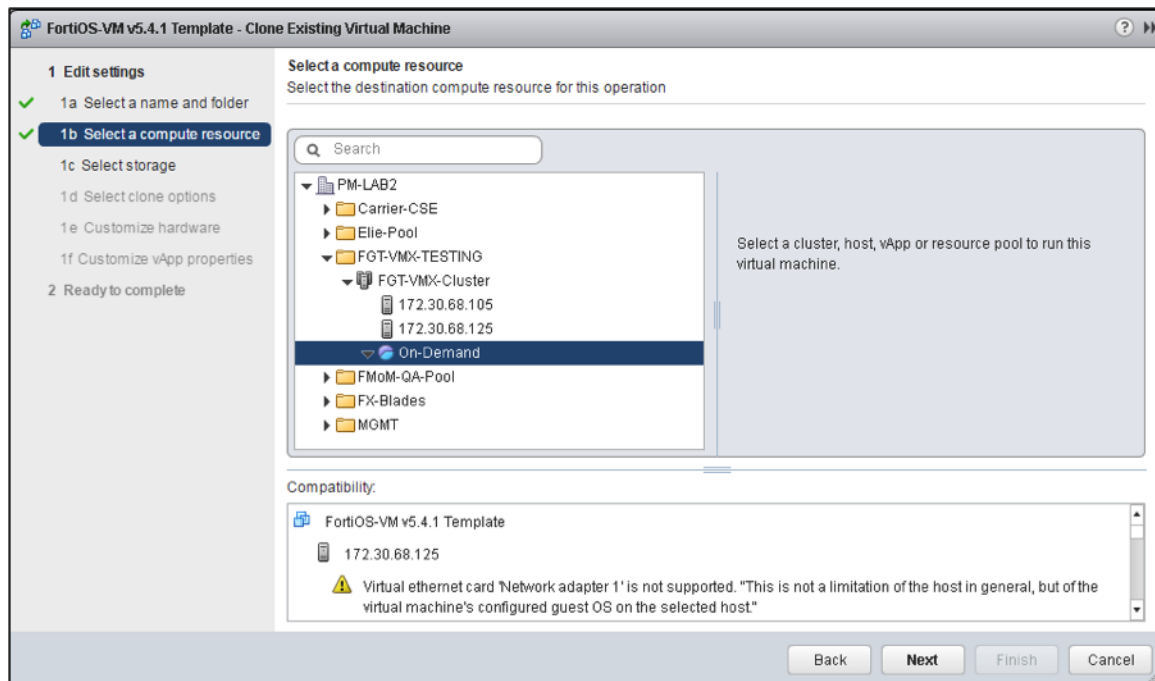 FortiOS-VM v5.4.1 Template - Clone Existing Virtual Machine
1 Edit settings
1a Select a name and folder
1b Select a compute resource
1c Select storage
1d Select clone options
1e Customize hardware
1f Customize vApp properties
2 Ready to complete
Select a compute resource
Select the destination compute resource for this operation
Search
PM-LAB2
Carrier-CSE
Elie-Pool
FGT-VMX-TESTING
FGT-VMX-Cluster
172.30.68.105
172.30.68.125
On-Demand
FMoM-QA-Pool
FX-Blades
MGMT
Select a cluster, host, vApp or resource pool to run this
virtual machine.
Compatibility:
FortiOS-VM v5.4.1 Template
172.30.68.125
Virtual ethernet card 'Network adapter 1' is not supported. "This is not a limitation of the host in general, but of the
virtual machine's configured guest OS on the selected host."
Back
Next
Finish
Cancel